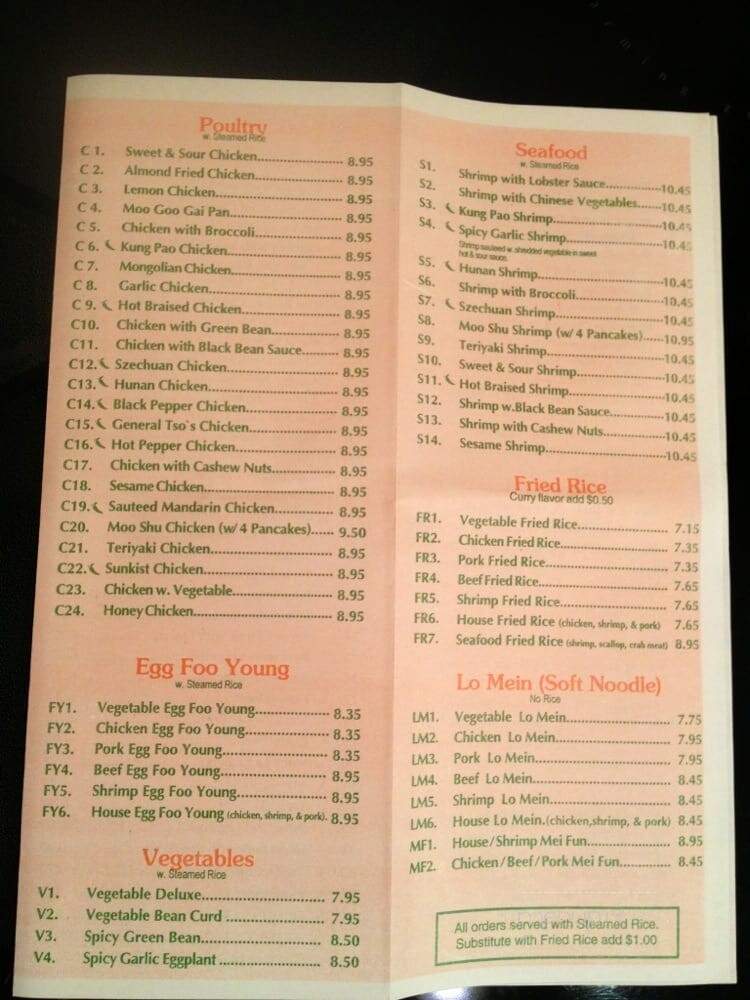 Poultry
w. Steamed Rice
C 1. Sweet & Sour Chicken 8.95
C 2. Almond Fried Chicken 8.95
C 3. Lemon Chicken 8.95
C 4. Moo Goo Gai Pan 8.95
C 5. Chicken with Broccoli 8.95
C 6. Kung Pao Chicken 8.95
C 7. Mongolian Chicken 8.95
C 8. Garlic Chicken 8.95
C 9. Hot Braised Chicken 8.95
C10. Chicken with Green Bean 8.95
C11. Chicken with Black Bean Sauce 8.95
C12. Szechuan Chicken 8.95
C13. Hunan Chicken 8.95
C14. Black Pepper Chicken 8.95
C15. General Tso`s Chicken 8.95
C16. Hot Pepper Chicken 8.95
C17. Chicken with Cashew Nuts 8.95
C18. Sesame Chicken 8.95
C19. Sauteed Mandarin Chicken 8.95
C20. Moo Shu Chicken (w/ 4 Pancakes) 9.50
C21. Teriyaki Chicken 8.95
C22. Sunkist Chicken 8.95
C23. Chicken w. Vegetable 8.95
C24. Honey Chicken 8.95
Egg Foo Young
w. Steamed Rice
FY1. Vegetable Egg Foo Young 8.35
FY2. Chicken Egg Foo Young 8.35
FY3. Pork Egg Foo Young 8.35
FY4. Beef Egg Foo Young 8.95
FY5. Shrimp Egg Foo Young 8.95
FY6. House Egg Foo Young (chicken, shrimp, & pork). 8.95
Vegetables
w. Steamed Rice
V1. Vegetable Deluxe 7.95
V2. Vegetable Bean Curd 7.95
V3. Spicy Green Bean 8.50
V4. Spicy Garlic Eggplant 8.50
Seafood
w. Steamed Rice
S1. Shrimp with Lobster Sauce 10.45
S2. Shrimp with Chinese Vegetables 10.45
S3. Kung Pao Shrimp 10.45
S4. Spicy Garlic Shrimp 10.45
Shrimp sauteed w. shredded vegetable in sweet
hot & sour sauce.
S5. Hunan Shrimp 10.45
S6. Shrimp with Broccoli 10.45
S7. Szechuan Shrimp 10.45
S8. Moo Shu Shrimp (w/ 4 Pancakes) 10.95
S9. Teriyaki Shrimp 10.45
S10. Sweet & Sour Shrimp 10.45
S11. Hot Braised Shrimp 10.45
S12. Shrimp w.Black Bean Sauce 10.45
S13. Shrimp with Cashew Nuts 10.45
S14. Sesame Shrimp 10.45
Fried Rice
Curry flavor add $0.50
FR1. Vegetable Fried Rice 7.15
FR2. Chicken Fried Rice 7.35
FR3. Pork Fried Rice 7.35
FR4. Beef Fried Rice 7.65
FR5. Shrimp Fried Rice 7.65
FR6. House Fried Rice (chicken, shrimp, & pork) 7.65
FR7. Seafood Fried Rice (shrimp, scallop, crab meat) 8.95
Lo Mein (Soft Noodle)
No Rice
LM1. Vegetable Lo Mein 7.75
LM2. Chicken Lo Mein 7.95
LM3. Pork Lo Mein 7.95
LM4. Beef Lo Mein 8.45
LM5. Shrimp Lo Mein 8.45
LM6. House Lo Mein.(chicken,shrimp, & pork) 8.45
MF1. House/Shrimp Mei Fun 8.95
MF2. Chicken/Beef/Pork Mei Fun 8.45
All orders served with Steamed Rice.
Substitute with Fried Rice add $1.00